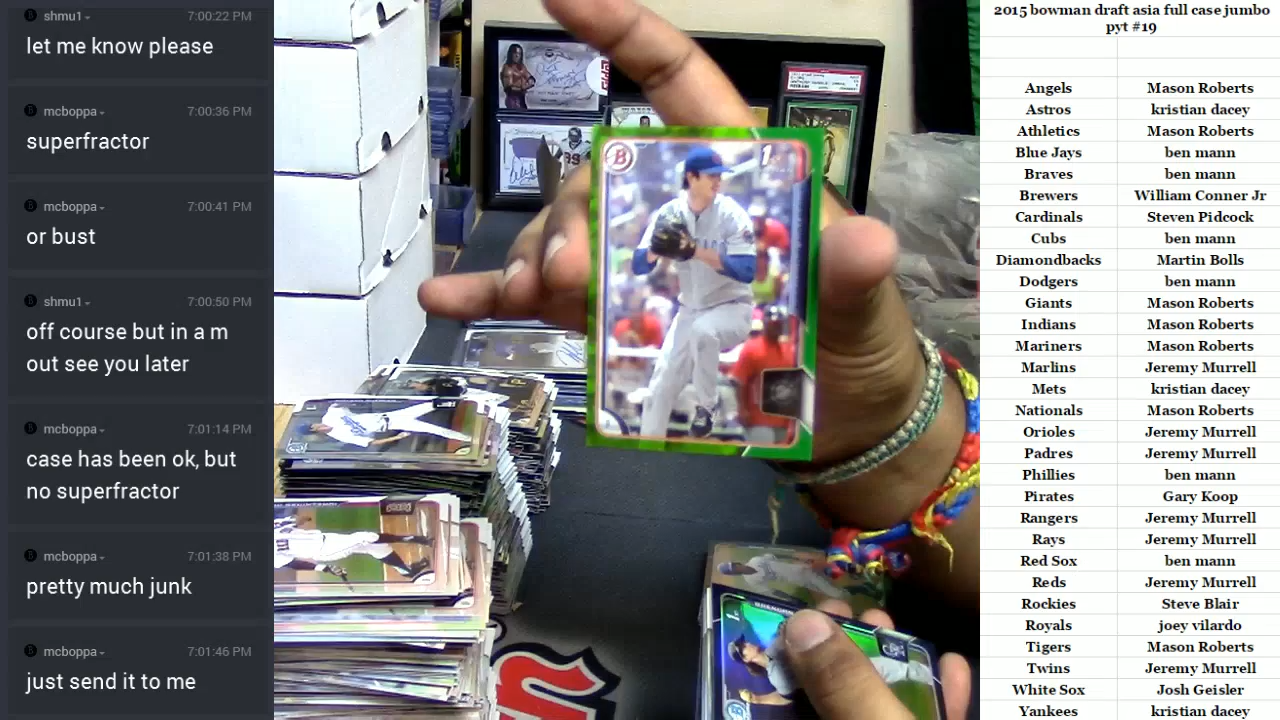 shmu1 7:00:22 PM
let me know please
mcboppa 7:00:36 PM
superfractor
mcboppa 7:00:41 PM
or bust
shmu1 7:00:50 PM
off course but in a m
out see you later
mcboppa 7:01:14 PM
case has been ok, but
no superfractor
mcboppa 7:01:38 PM
pretty much junk
mcboppa 7:01:46 PM
just send it to me
B
1st
2015 bowman draft asia full case jumbo
pyt #19
Angels Mason Roberts
Astros kristian dacey
Athletics Mason Roberts
Blue Jays ben mann
Braves ben mann
Brewers William Conner Jr
Cardinals Steven Pidcock
Cubs ben mann
Diamondbacks Martin Bolls
Dodgers ben mann
Giants Mason Roberts
Indians Mason Roberts
Mariners Mason Roberts
Marlins Jeremy Murrell
Mets kristian dacey
Nationals Mason Roberts
Orioles Jeremy Murrell
Padres Jeremy Murrell
Phillies ben mann
Pirates Gary Koop
Rangers Jeremy Murrell
Rays Jeremy Murrell
Red Sox ben mann
Reds Jeremy Murrell
Rockies Steve Blair
Royals joey vilardo
Tigers Mason Roberts
Twins Jeremy Murrell
White Sox Josh Geisler
Yankees kristian dacey